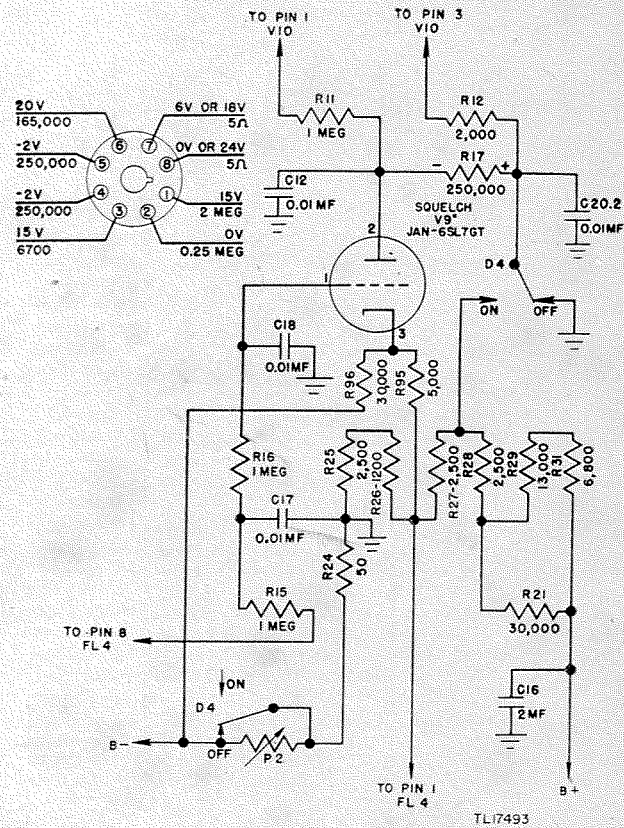 TO PIN 1
V10
TO PIN 3
V10
R11
1 MEG
R12
2,000
20V
165,000
6V OR 18V
5Ω
-2V
250,000
0V OR 24V
5Ω
-2V
250,000
15V
2 MEG
15V
6700
0V
0.25 MEG
6
7
5
8
4
1
3
2
C12
0.01MF
- R17 +
250,000
SQUELCH
V9"
JAN-6SL7GT
C20.2
0.01MF
2
1
3
D4
ON
OFF
C18
0.01MF
R96
30,000
R95
5,000
R16
1 MEG
R25
2,500
R26-1200
R27-2,500
R28
2,500
R29
13,000
R31
6,800
C17
0.01MF
R24
50
R15
1 MEG
R21
30,000
TO PIN 8
FL 4
ON
D4
OFF
P2
B-
C16
2MF
TO PIN 1
FL 4
B+
TL17493